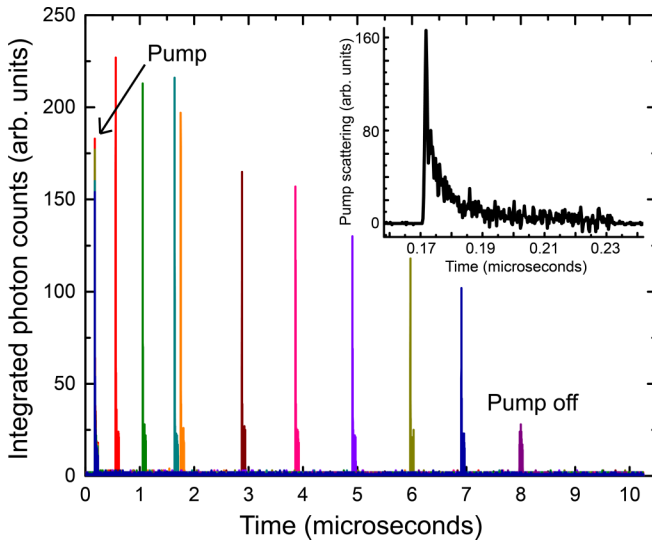 250
200
150
100
50
0
Integrated photon counts (arb. units)
0 1 2 3 4 5 6 7 8 9 10
Time (microseconds)
Pump
Pump off
160
80
0
Pump scattering (arb. units)
0.17 0.19 0.21 0.23
Time (microseconds)